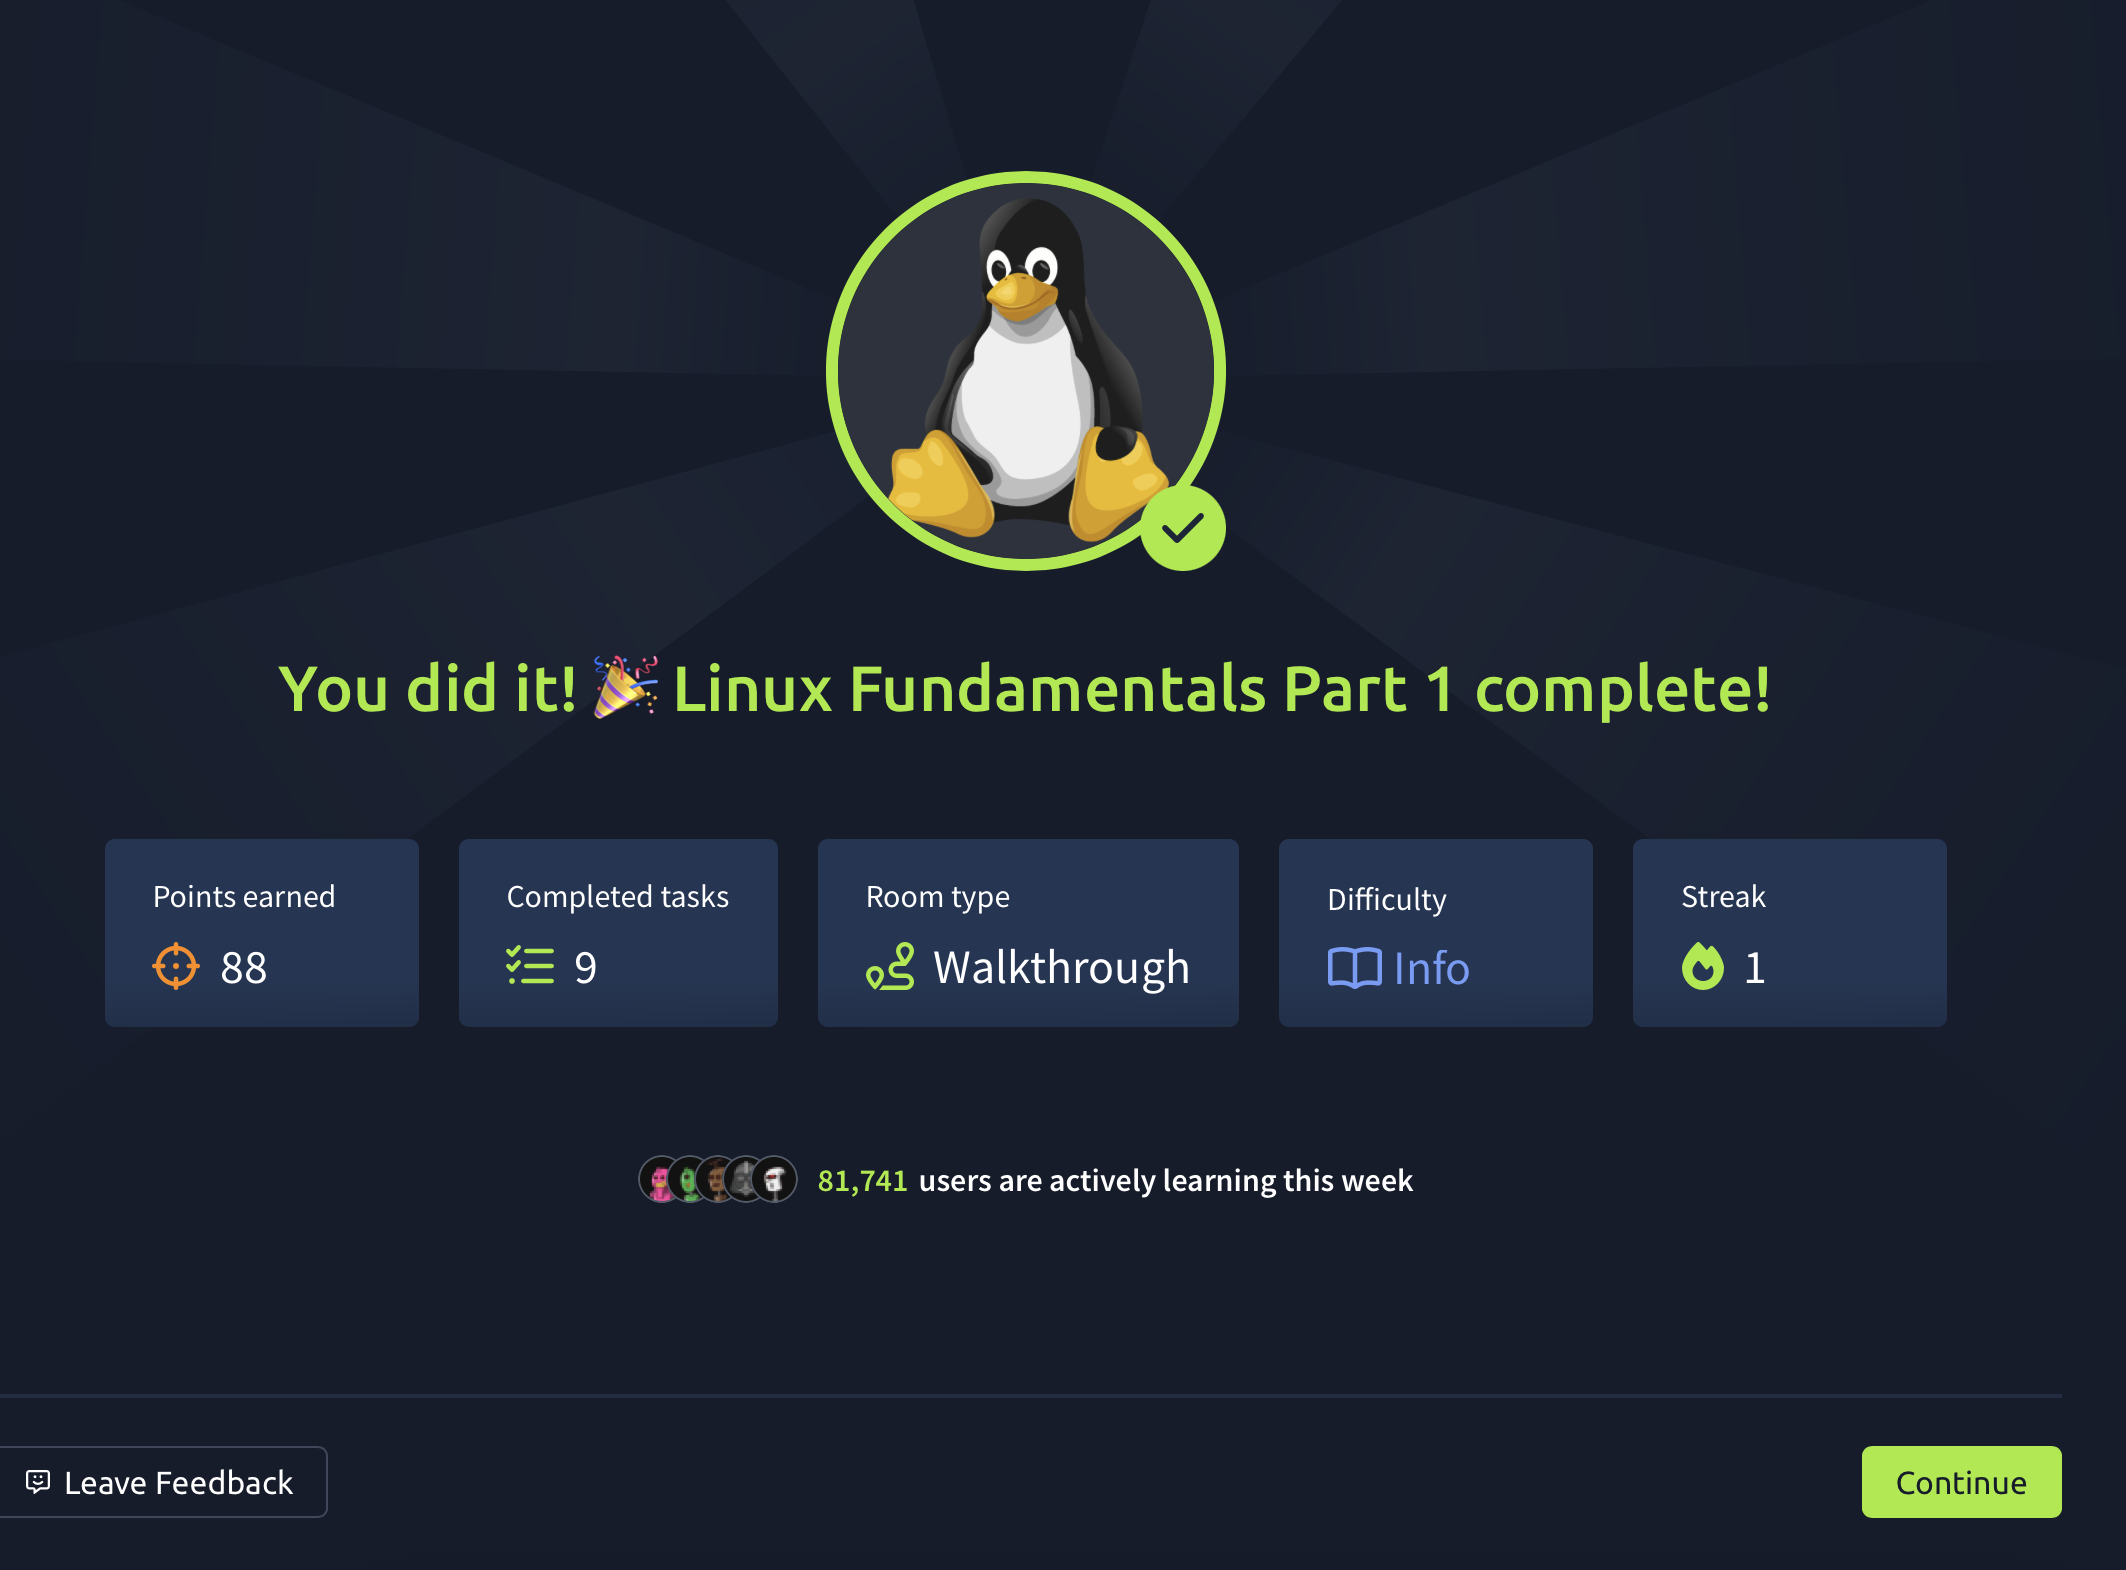 You did it! 🎉 Linux Fundamentals Part 1 complete!
Points earned
88
Completed tasks
9
Room type
Walkthrough
Difficulty
Info
Streak
1
81,741 users are actively learning this week
Leave Feedback
Continue